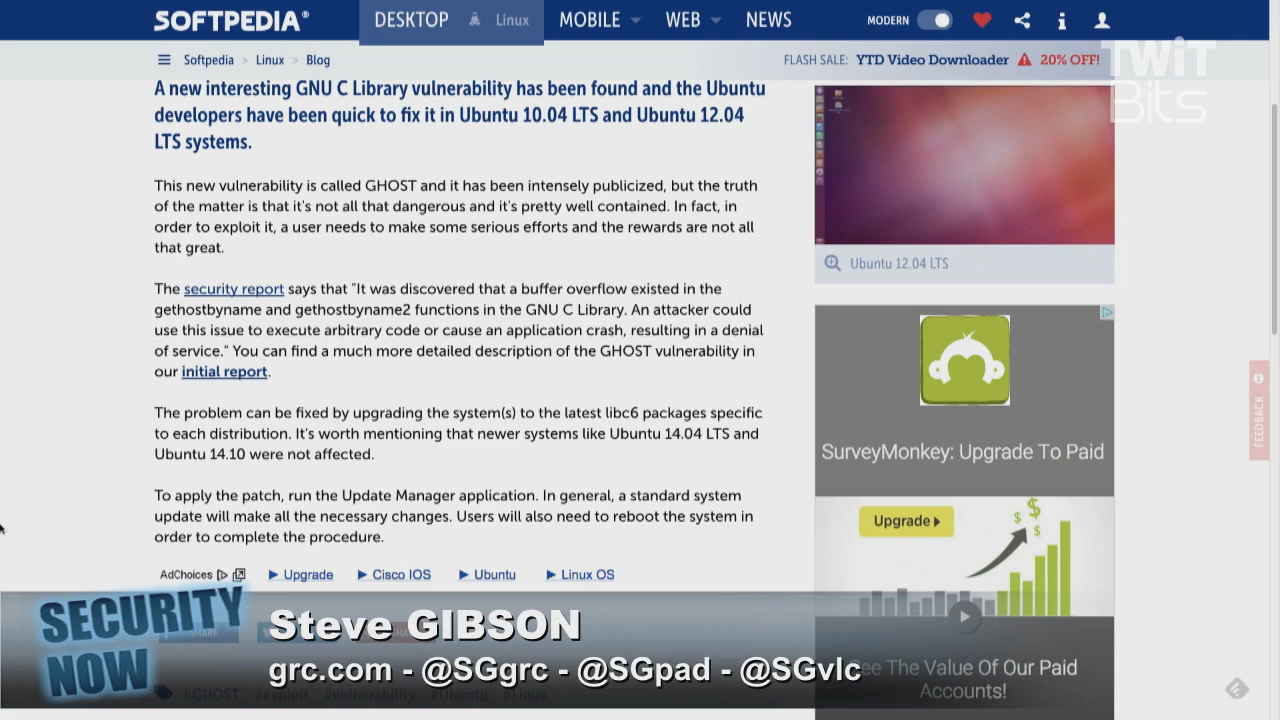 SOFTPEDIA®
DESKTOP Linux MOBILE WEB NEWS MODERN
Softpedia > Linux > Blog
FLASH SALE: YTD Video Downloader 20% OFF!
TWiT
Bits
A new interesting GNU C Library vulnerability has been found and the Ubuntu
developers have been quick to fix it in Ubuntu 10.04 LTS and Ubuntu 12.04
LTS systems.
This new vulnerability is called GHOST and it has been intensely publicized, but the truth
of the matter is that it's not all that dangerous and it's pretty well contained. In fact, in
order to exploit it, a user needs to make some serious efforts and the rewards are not all
that great.
The security report says that "It was discovered that a buffer overflow existed in the
gethostbyname and gethostbyname2 functions in the GNU C Library. An attacker could
use this issue to execute arbitrary code or cause an application crash, resulting in a denial
of service." You can find a much more detailed description of the GHOST vulnerability in
our initial report.
The problem can be fixed by upgrading the system(s) to the latest libc6 packages specific
to each distribution. It's worth mentioning that newer systems like Ubuntu 14.04 LTS and
Ubuntu 14.10 were not affected.
To apply the patch, run the Update Manager application. In general, a standard system
update will make all the necessary changes. Users will also need to reboot the system in
order to complete the procedure.
AdChoices Upgrade Cisco IOS Ubuntu Linux OS
SHARE
#GHOST, #exploit, #vulnerability, #Ubuntu, #Linux
Ubuntu 12.04 LTS
SurveyMonkey: Upgrade To Paid
Upgrade
$
$
$
See The Value Of Our Paid
Accounts!
FEEDBACK
SECURITY
NOW
Steve GIBSON
grc.com - @SGgrc - @SGpad - @SGvlc